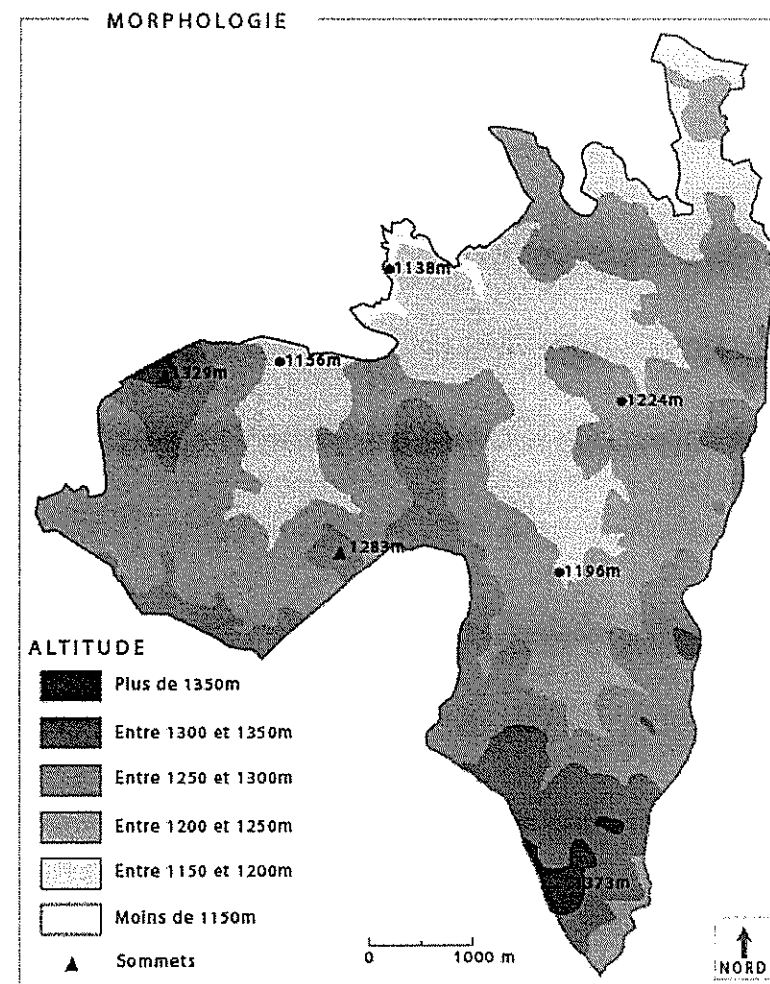 MORPHOLOGIE
1138m
1156m
1329m
1224m
1283m
1196m
ALTITUDE
Plus de 1350m
Entre 1300 et 1350m
Entre 1250 et 1300m
Entre 1200 et 1250m
Entre 1150 et 1200m
Moins de 1150m
Sommets
1373m
0 1000 m
NORD